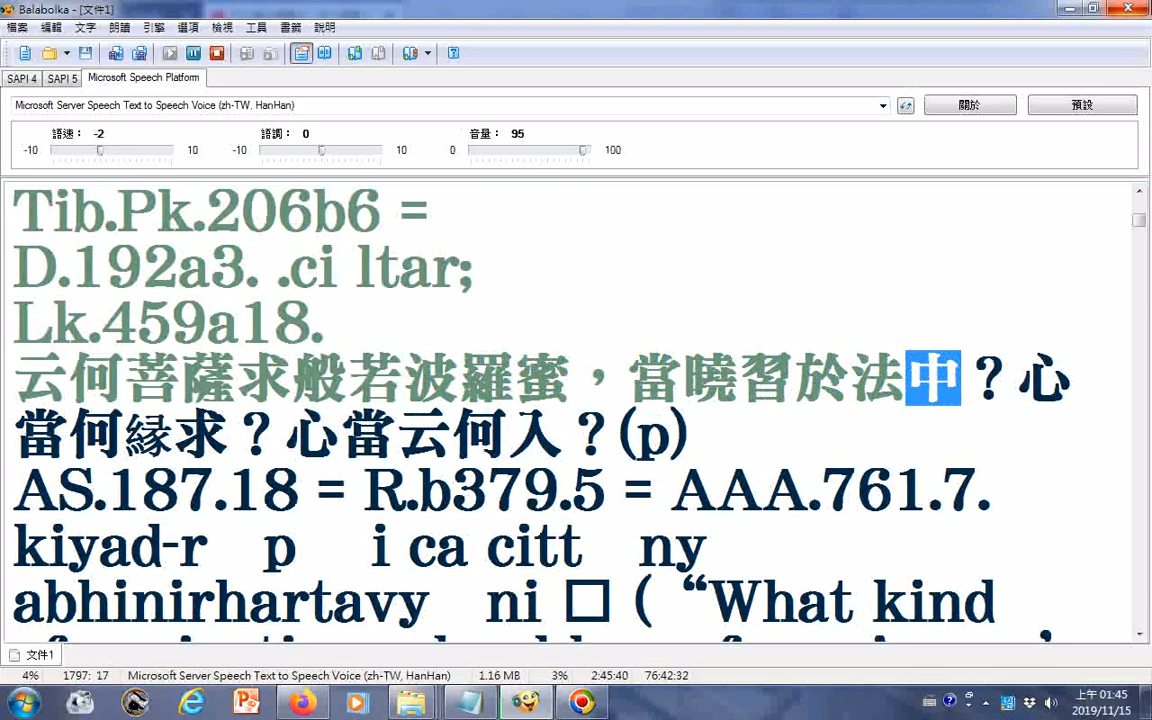 Balabolka - [文件1]
檔案 編輯 文字 朗讀 引擎 選項 檢視 工具 書籤 說明
SAPI 4 SAPI 5 Microsoft Speech Platform
Microsoft Server Speech Text to Speech Voice (zh-TW, HanHan) 關於 預設
語速： -2 語調： 0 音量： 95
-10 10 -10 10 0 100
Tib.Pk.206b6 =
D.192a3. .ci ltar;
Lk.459a18.
云何菩薩求般若波羅蜜，當曉習於法中？心
當何緣求？心當云何入？(p)
AS.187.18 = R.b379.5 = AAA.761.7.
kiyad-r p i ca citt ny
abhinirhartavy ni □ (“What kind
文件1
4% 1797: 17 Microsoft Server Speech Text to Speech Voice (zh-TW, HanHan) 1.16 MB 3% 2:45:40 76:42:32
上午 01:45
2019/11/15